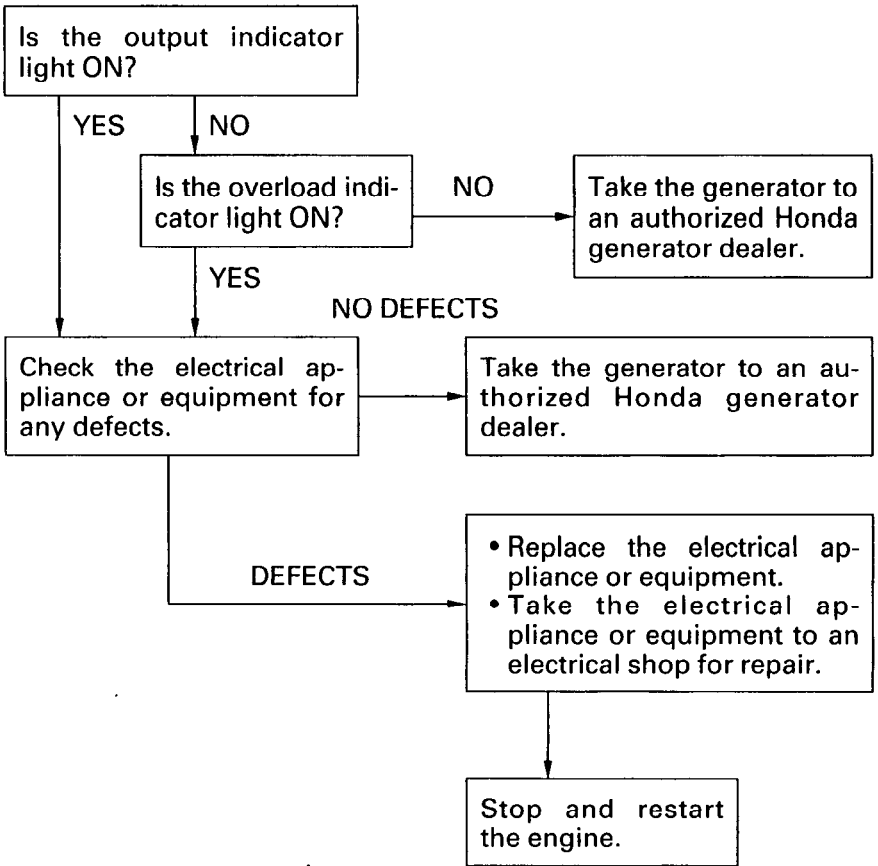 Is the output indicator
light ON?
YES
NO
Is the overload indi-
cator light ON?
NO
Take the generator to
an authorized Honda
generator dealer.
YES
NO DEFECTS
Check the electrical ap-
pliance or equipment for
any defects.
Take the generator to an au-
thorized Honda generator
dealer.
DEFECTS
• Replace the electrical ap-
pliance or equipment.
• Take the electrical ap-
pliance or equipment to an
electrical shop for repair.
Stop and restart
the engine.